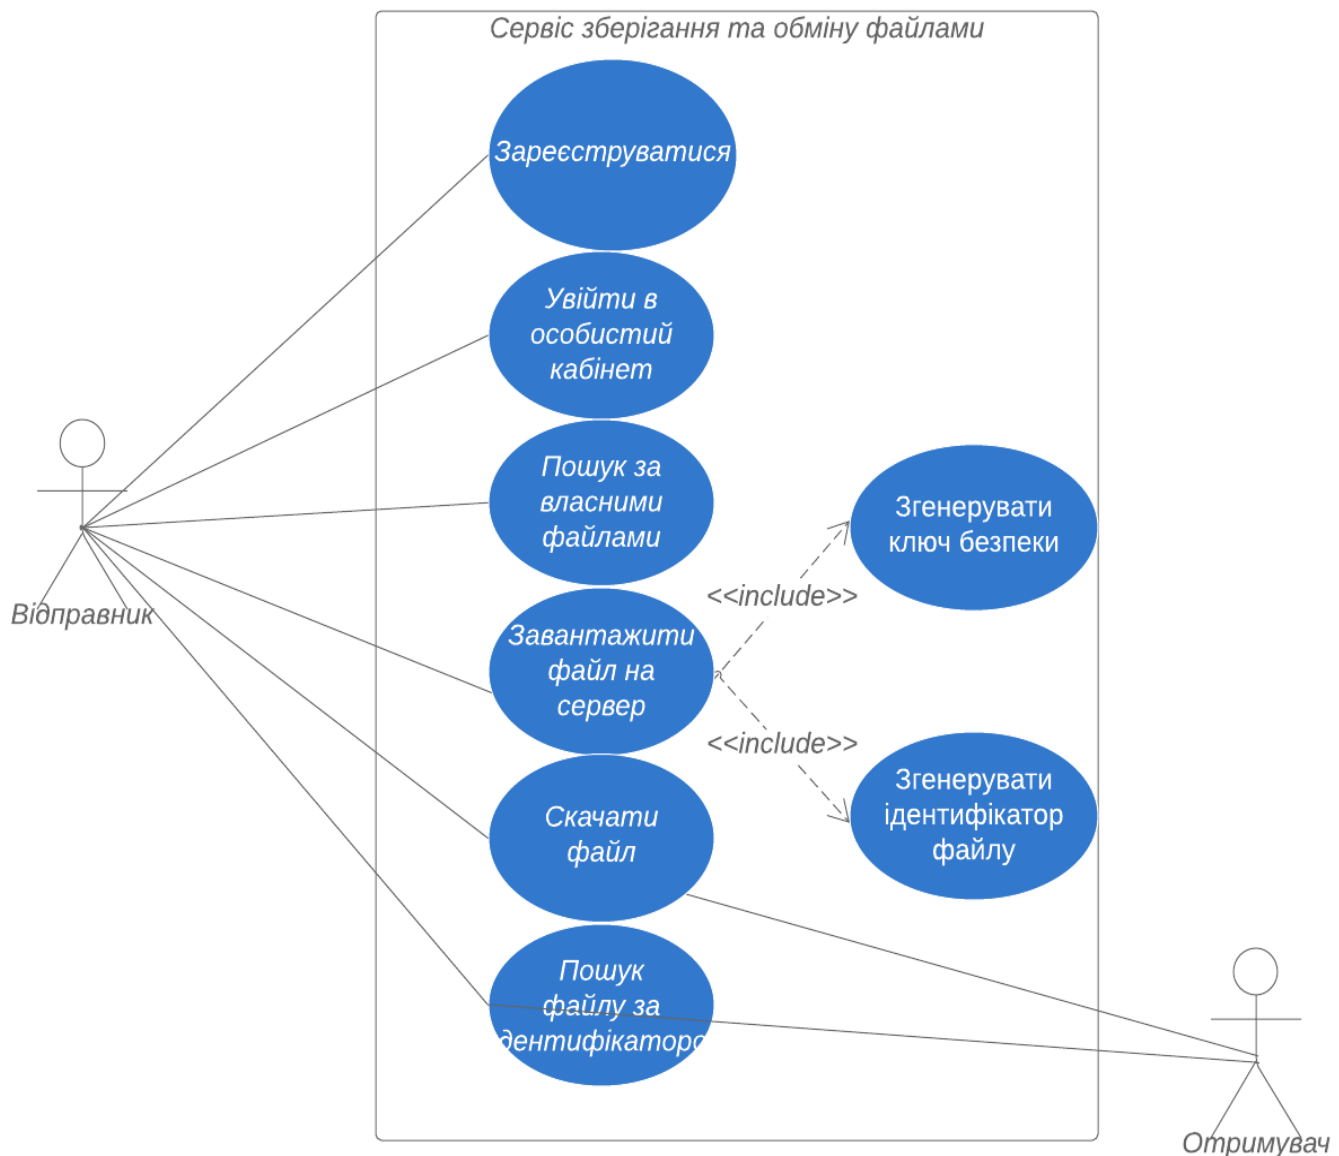 Сервіс зберігання та обміну файлами
Зареєструватися
Увійти в
особистий
кабінет
Пошук за
власними
файлами
Згенерувати
ключ безпеки
<<include>>
Відправник
Завантажити
файл на
сервер
<<include>>
Згенерувати
ідентифікатор
файлу
Скачати
файл
Пошук
файлу за
дентифікаторо
Отримувач